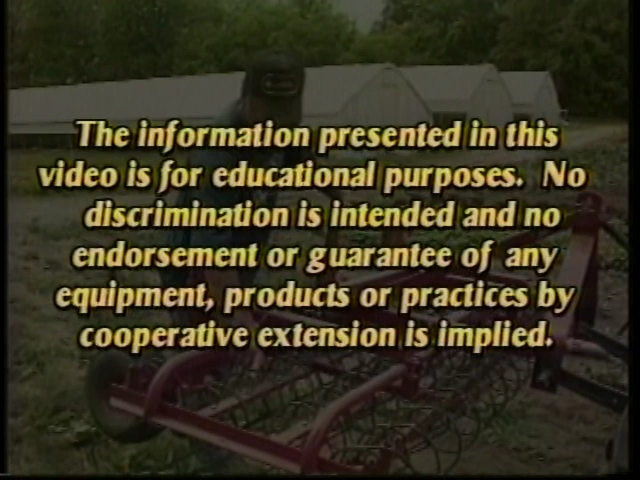 The information presented in this
video is for educational purposes. No
discrimination is intended and no
endorsement or guarantee of any
equipment, products or practices by
cooperative extension is implied.